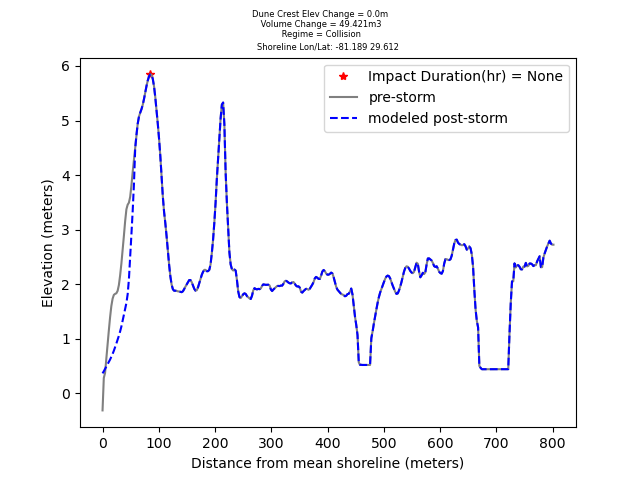 Dune Crest Elev Change = 0.0m
Volume Change = 49.421m3
Regime = Collision
Shoreline Lon/Lat: -81.189 29.612
Impact Duration(hr) = None
pre-storm
modeled post-storm
Elevation (meters)
6
5
4
3
2
1
0
0 100 200 300 400 500 600 700 800
Distance from mean shoreline (meters)